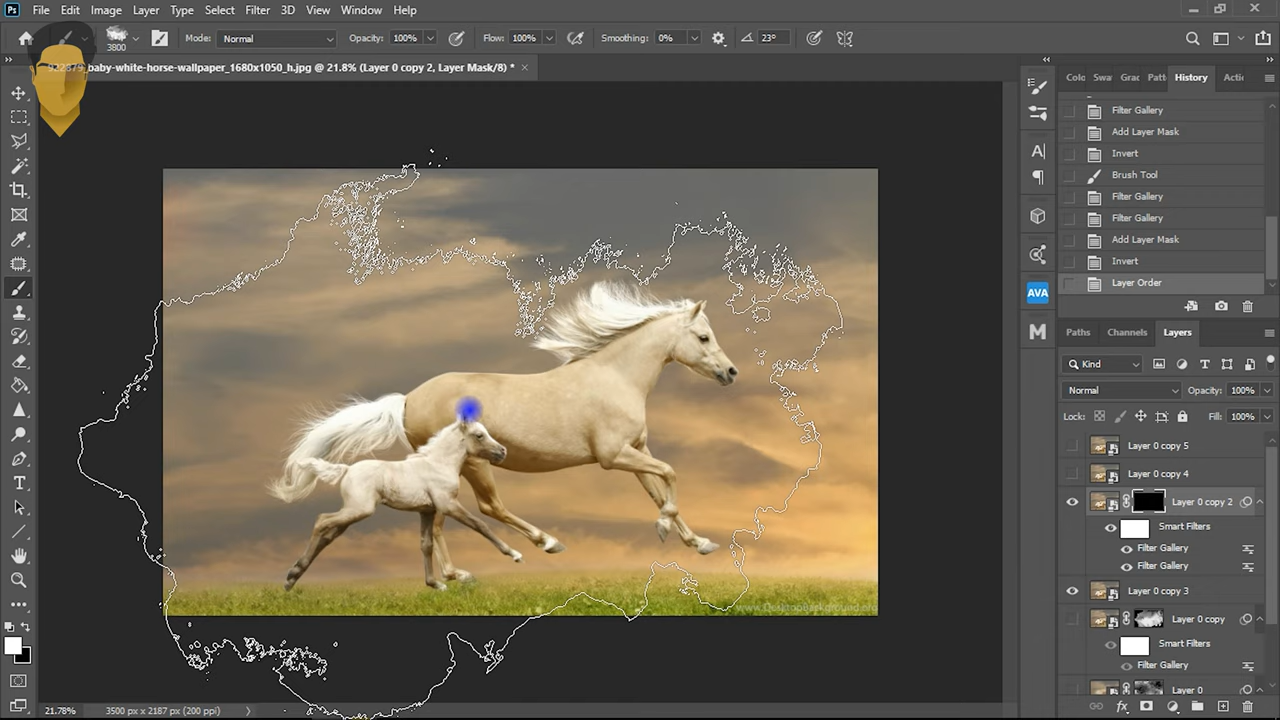 Ps File Edit Image Layer Type Select Filter 3D View Window Help
3800 Mode: Normal Opacity: 100% Flow: 100% Smoothing: 0% 23°
baby-white-horse-wallpaper_1680x1050_h.jpg @ 21.8% (Layer 0 copy 2, Layer Mask/8) *
Colc Swa Grac Patt History Actic
Filter Gallery
Add Layer Mask
Invert
Brush Tool
Filter Gallery
Filter Gallery
Add Layer Mask
Invert
Layer Order
AVA
Paths Channels Layers
Kind
Normal Opacity: 100%
Lock: Fill: 100%
Layer 0 copy 5
Layer 0 copy 4
Layer 0 copy 2
Smart Filters
Filter Gallery
Filter Gallery
Layer 0 copy 3
Layer 0 copy
Smart Filters
Filter Gallery
Layer 0
www.DesktopBackground.org
21.78% 3500 px x 2187 px (200 ppi)